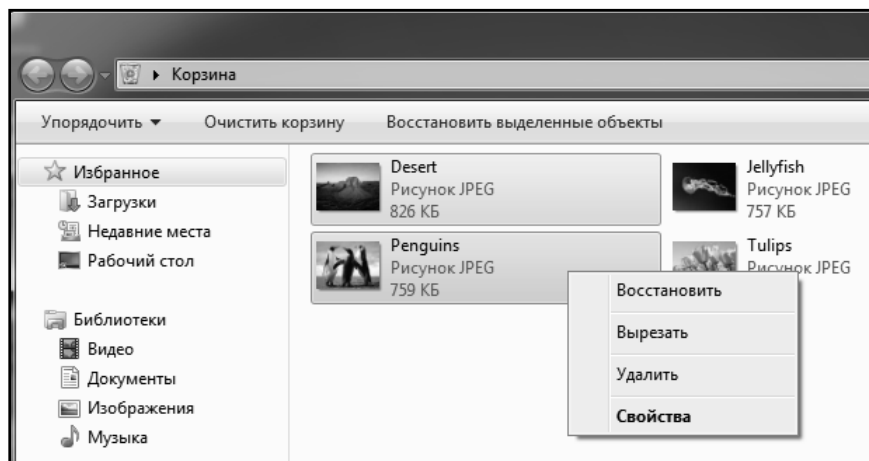 Корзина
Упорядочить
Очистить корзину
Восстановить выделенные объекты
Избранное
Загрузки
Недавние места
Рабочий стол
Библиотеки
Видео
Документы
Изображения
Музыка
Desert
Рисунок JPEG
826 КБ
Jellyfish
Рисунок JPEG
757 КБ
Penguins
Рисунок JPEG
759 КБ
Tulips
Рисунок JPEG
Восстановить
Вырезать
Удалить
Свойства